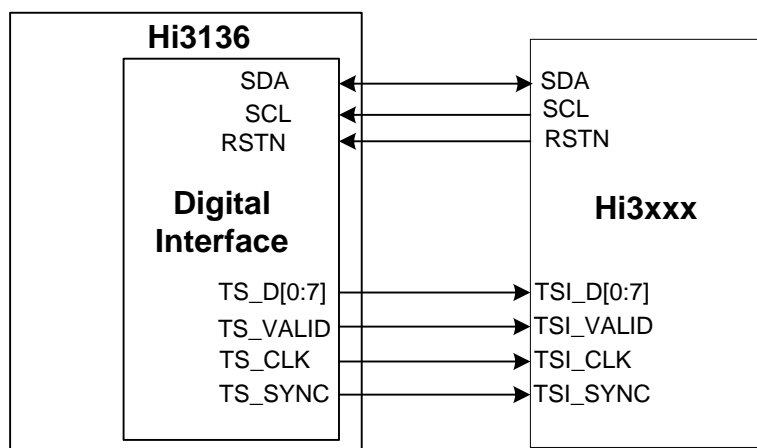 Hi3136
SDA
SCL
RSTN
Digital
Interface
TS_D[0:7]
TS_VALID
TS_CLK
TS_SYNC
SDA
SCL
RSTN
Hi3xxx
TSI_D[0:7]
TSI_VALID
TSI_CLK
TSI_SYNC